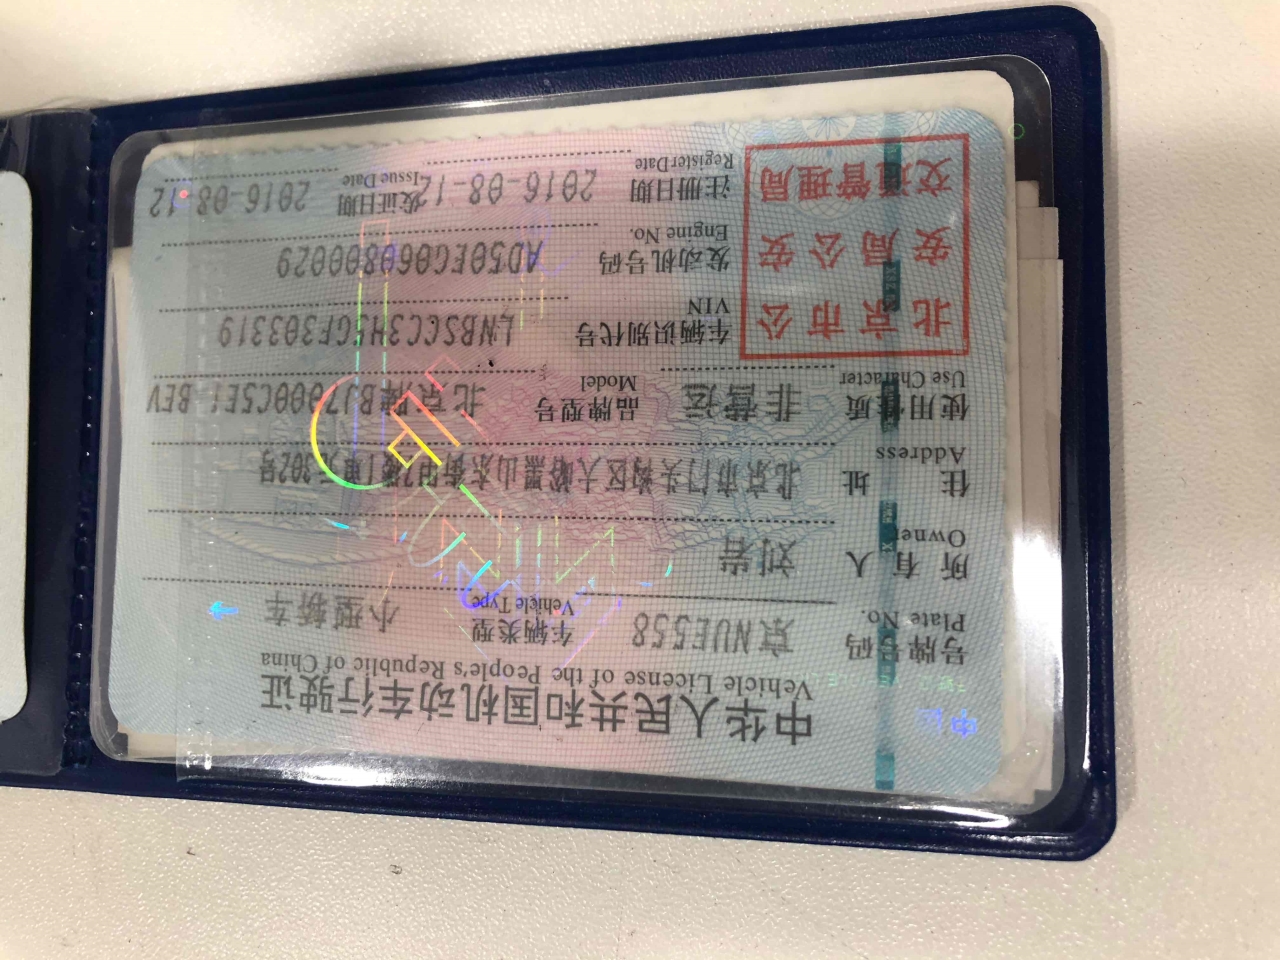 中华人民共和国机动车行驶证
Vehicle License of the People's Republic of China
号牌号码 京NUE558 车辆类型 小型轿车
Plate No. Vehicle Type
所有人 刘岩
Owner
住址 北京市门头沟区大峪黑山东街甲
Address
使用性质 非营运 品牌型号 北京牌BJ7000C5E1-BEV
Use Character Model
北京市公
安局公安
交通管理局
车辆识别代号 LNBSCC3H5GF303319
VIN
发动机号码 AD50EG060800029
Engine No.
注册日期 2016-08-12 发证日期 2016-08-12
Register Date Issue Date